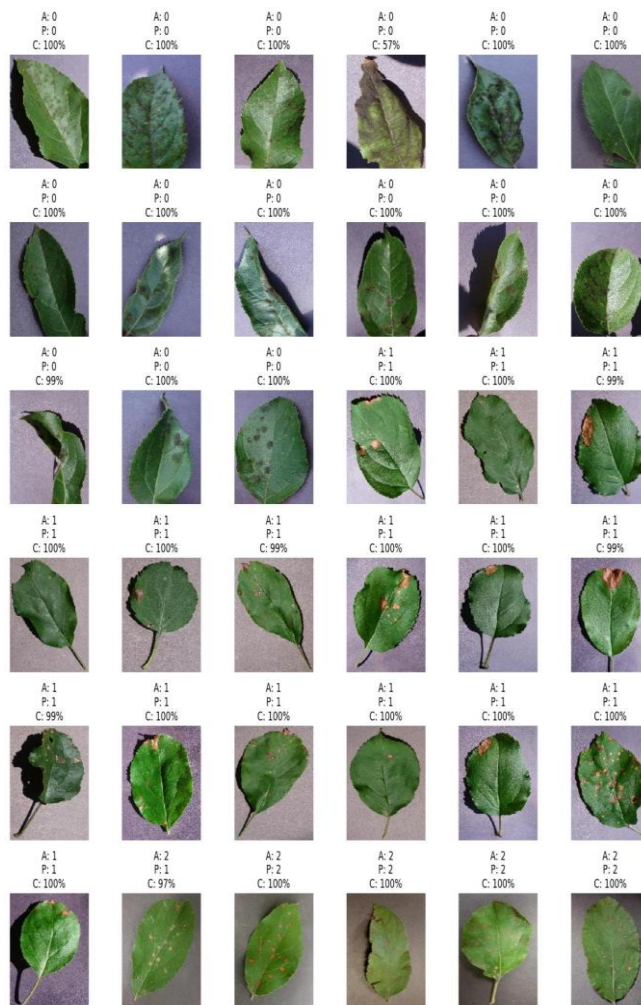 A: 0 A: 0 A: 0 A: 0 A: 0 A: 0
P: 0 P: 0 P: 0 P: 0 P: 0 P: 0
C: 100% C: 100% C: 100% C: 57% C: 100% C: 100%
A: 0 A: 0 A: 0 A: 0 A: 0 A: 0
P: 0 P: 0 P: 0 P: 0 P: 0 P: 0
C: 100% C: 100% C: 100% C: 100% C: 100% C: 100%
A: 0 A: 0 A: 0 A: 1 A: 1 A: 1
P: 0 P: 0 P: 0 P: 1 P: 1 P: 1
C: 99% C: 100% C: 100% C: 100% C: 100% C: 99%
A: 1 A: 1 A: 1 A: 1 A: 1 A: 1
P: 1 P: 1 P: 1 P: 1 P: 1 P: 1
C: 100% C: 100% C: 99% C: 100% C: 100% C: 99%
A: 1 A: 1 A: 1 A: 1 A: 1 A: 1
P: 1 P: 1 P: 1 P: 1 P: 1 P: 1
C: 99% C: 100% C: 100% C: 100% C: 100% C: 100%
A: 1 A: 2 A: 2 A: 2 A: 2 A: 2
P: 1 P: 1 P: 2 P: 2 P: 2 P: 2
C: 100% C: 97% C: 100% C: 100% C: 100% C: 100%